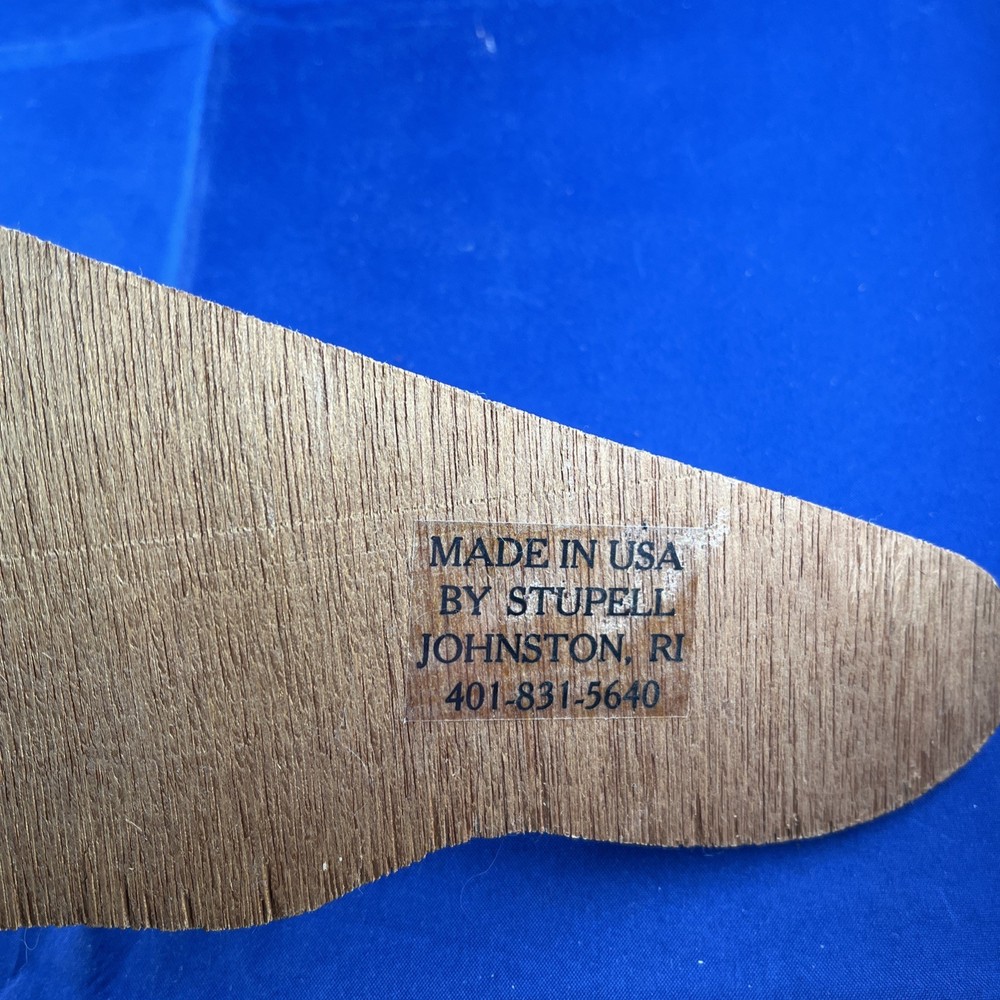 MADE IN USA
BY STUPELL
JOHNSTON, RI
401-831-5640